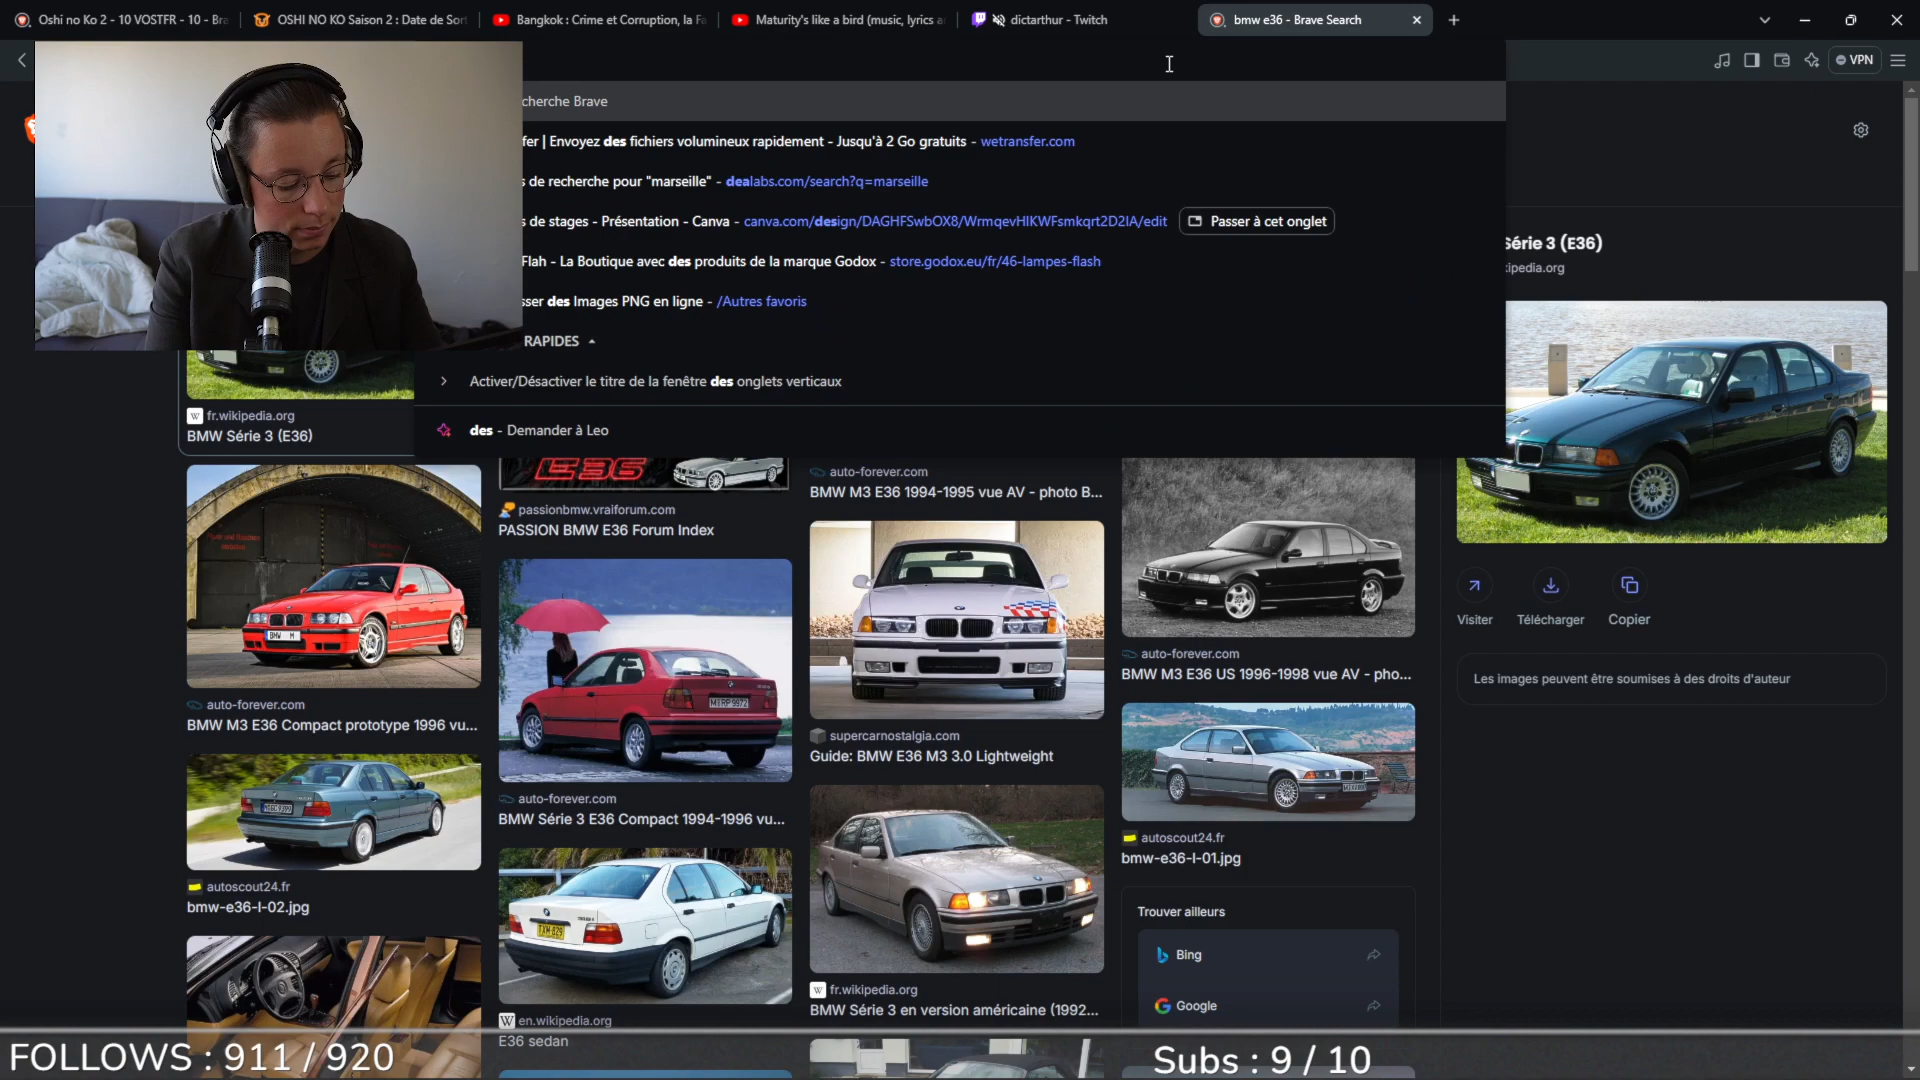 Oshi no Ko 2 - 10 VOSTFR - 10 - Bra
OSHI NO KO Saison 2 : Date de Sort
Bangkok : Crime et Corruption, la Fa
Maturity's like a bird (music, lyrics a
dictarthur - Twitch
bmw e36 - Brave Search
VPN
cherche Brave
fer | Envoyez des fichiers volumineux rapidement - Jusqu'à 2 Go gratuits - wetransfer.com
s de recherche pour "marseille" - dealabs.com/search?q=marseille
s de stages - Présentation - Canva - canva.com/design/DAGHFSwbOX8/WrmqevHIKWFsmkqrt2D2IA/edit
Passer à cet onglet
Flah - La Boutique avec des produits de la marque Godox - store.godox.eu/fr/46-lampes-flash
sser des Images PNG en ligne - /Autres favoris
RAPIDES
Activer/Désactiver le titre de la fenêtre des onglets verticaux
des - Demander à Leo
Série 3 (E36)
ipedia.org
Visiter
Télécharger
Copier
Les images peuvent être soumises à des droits d'auteur
fr.wikipedia.org
BMW Série 3 (E36)
auto-forever.com
BMW M3 E36 Compact prototype 1996 vu...
autoscout24.fr
bmw-e36-l-02.jpg
E36
passionbmw.vraiforum.com
PASSION BMW E36 Forum Index
M RP 9972
auto-forever.com
BMW Série 3 E36 Compact 1994-1996 vu...
TXM-829
en.wikipedia.org
E36 sedan
auto-forever.com
BMW M3 E36 1994-1995 vue AV - photo B...
supercarnostalgia.com
Guide: BMW E36 M3 3.0 Lightweight
fr.wikipedia.org
BMW Série 3 en version américaine (1992...
auto-forever.com
BMW M3 E36 US 1996-1998 vue AV - pho...
autoscout24.fr
bmw-e36-l-01.jpg
Trouver ailleurs
Bing
Google
FOLLOWS : 911 / 920
Subs : 9 / 10